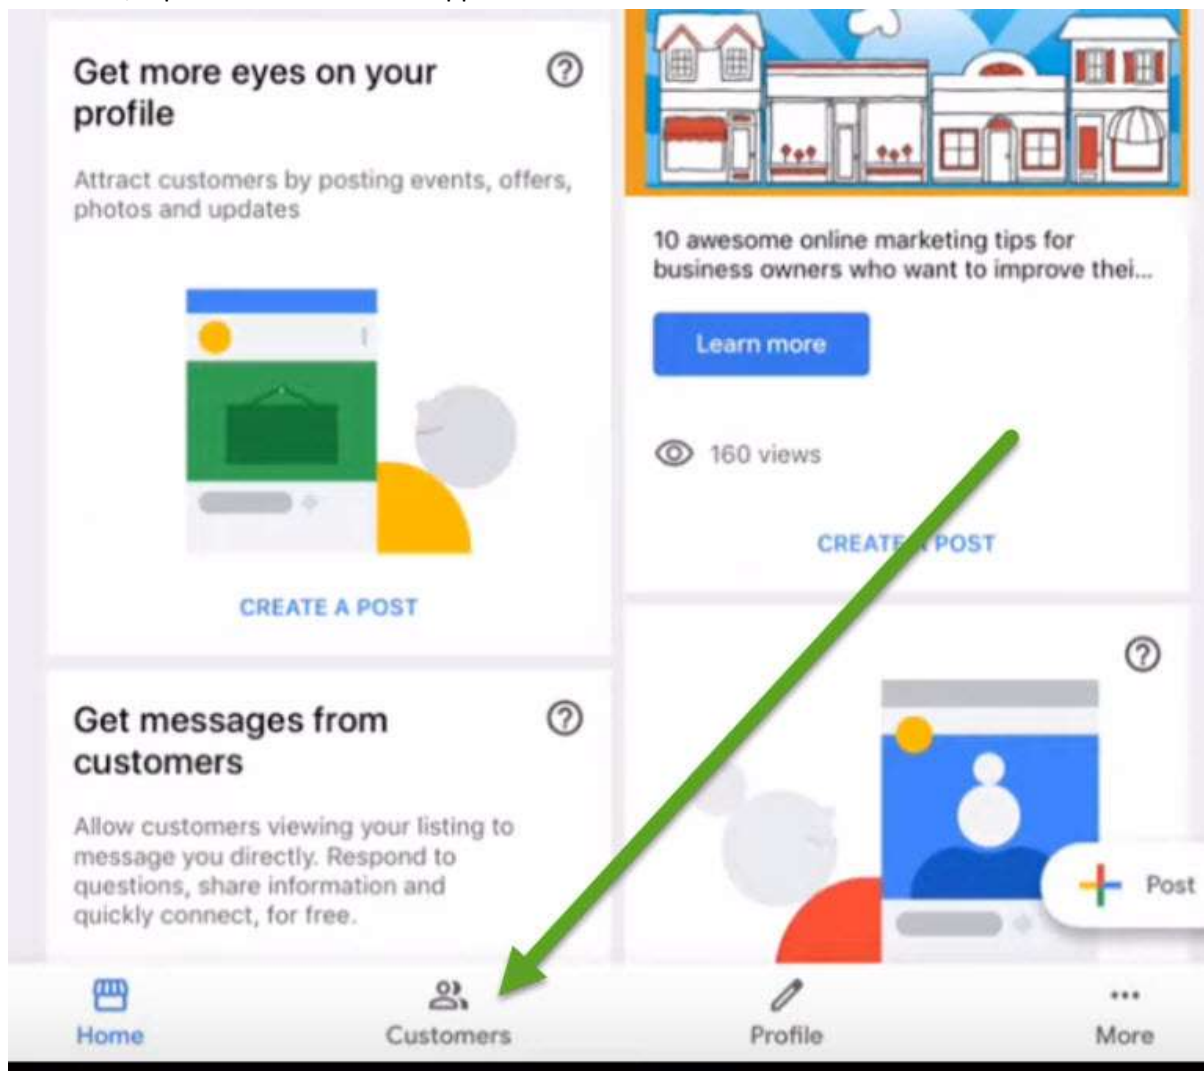 Get more eyes on your
profile
Attract customers by posting events, offers,
photos and updates
CREATE A POST
Get messages from
customers
Allow customers viewing your listing to
message you directly. Respond to
questions, share information and
quickly connect, for free.
10 awesome online marketing tips for
business owners who want to improve thei...
Learn more
160 views
CREATE A POST
Post
Home
Customers
Profile
More